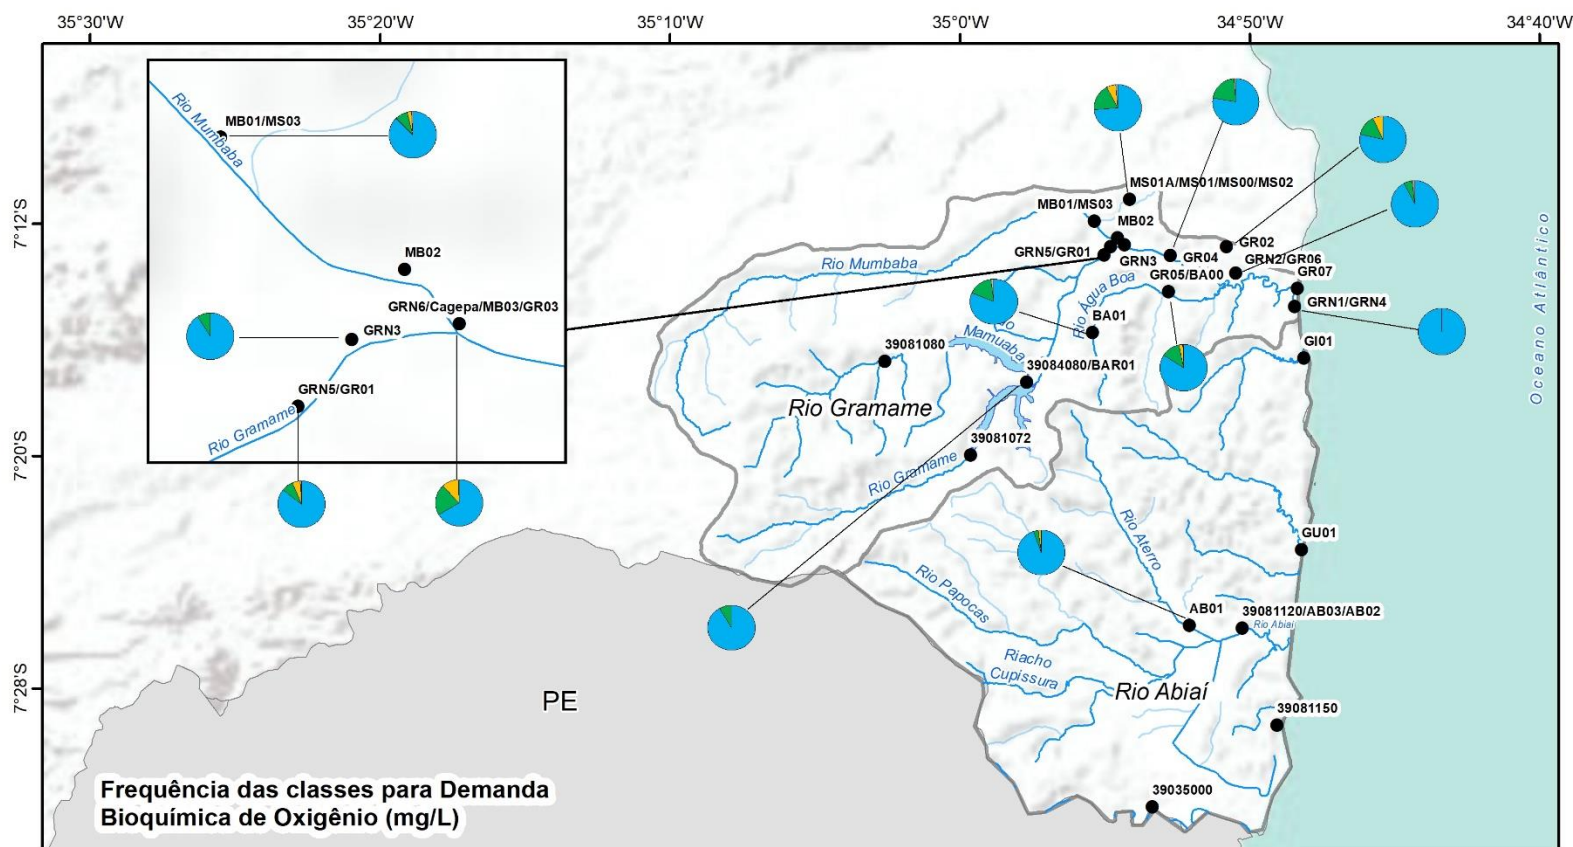 35°30'W
35°20'W
35°10'W
35°0'W
34°50'W
34°40'W
7°12'S
7°20'S
7°28'S
Rio Mumbaba
MB01/MS03
MB02
GRN6/Cagepa/MB03/GR03
GRN3
GRN5/GR01
Rio Gramame
MS01A/MS01/MS00/MS02
MB01/MS03
MB02
GR02
GRN5/GR01
GRN3
GR04
GRN2/GR06
Rio Mumbaba
GR05/BA00
GR07
Rio Água Boa
GRN1/GRN4
BA01
Mamuaba
GI01
39081080
39084080/BAR01
Rio Gramame
39081072
Rio Gramame
Oceano Atlântico
Rio Aterro
GU01
Rio Papocas
AB01
39081120/AB03/AB02
Rio Abiaí
Riacho
Cupissura
Rio Abiaí
39081150
PE
39035000
Frequência das classes para Demanda
Bioquímica de Oxigênio (mg/L)